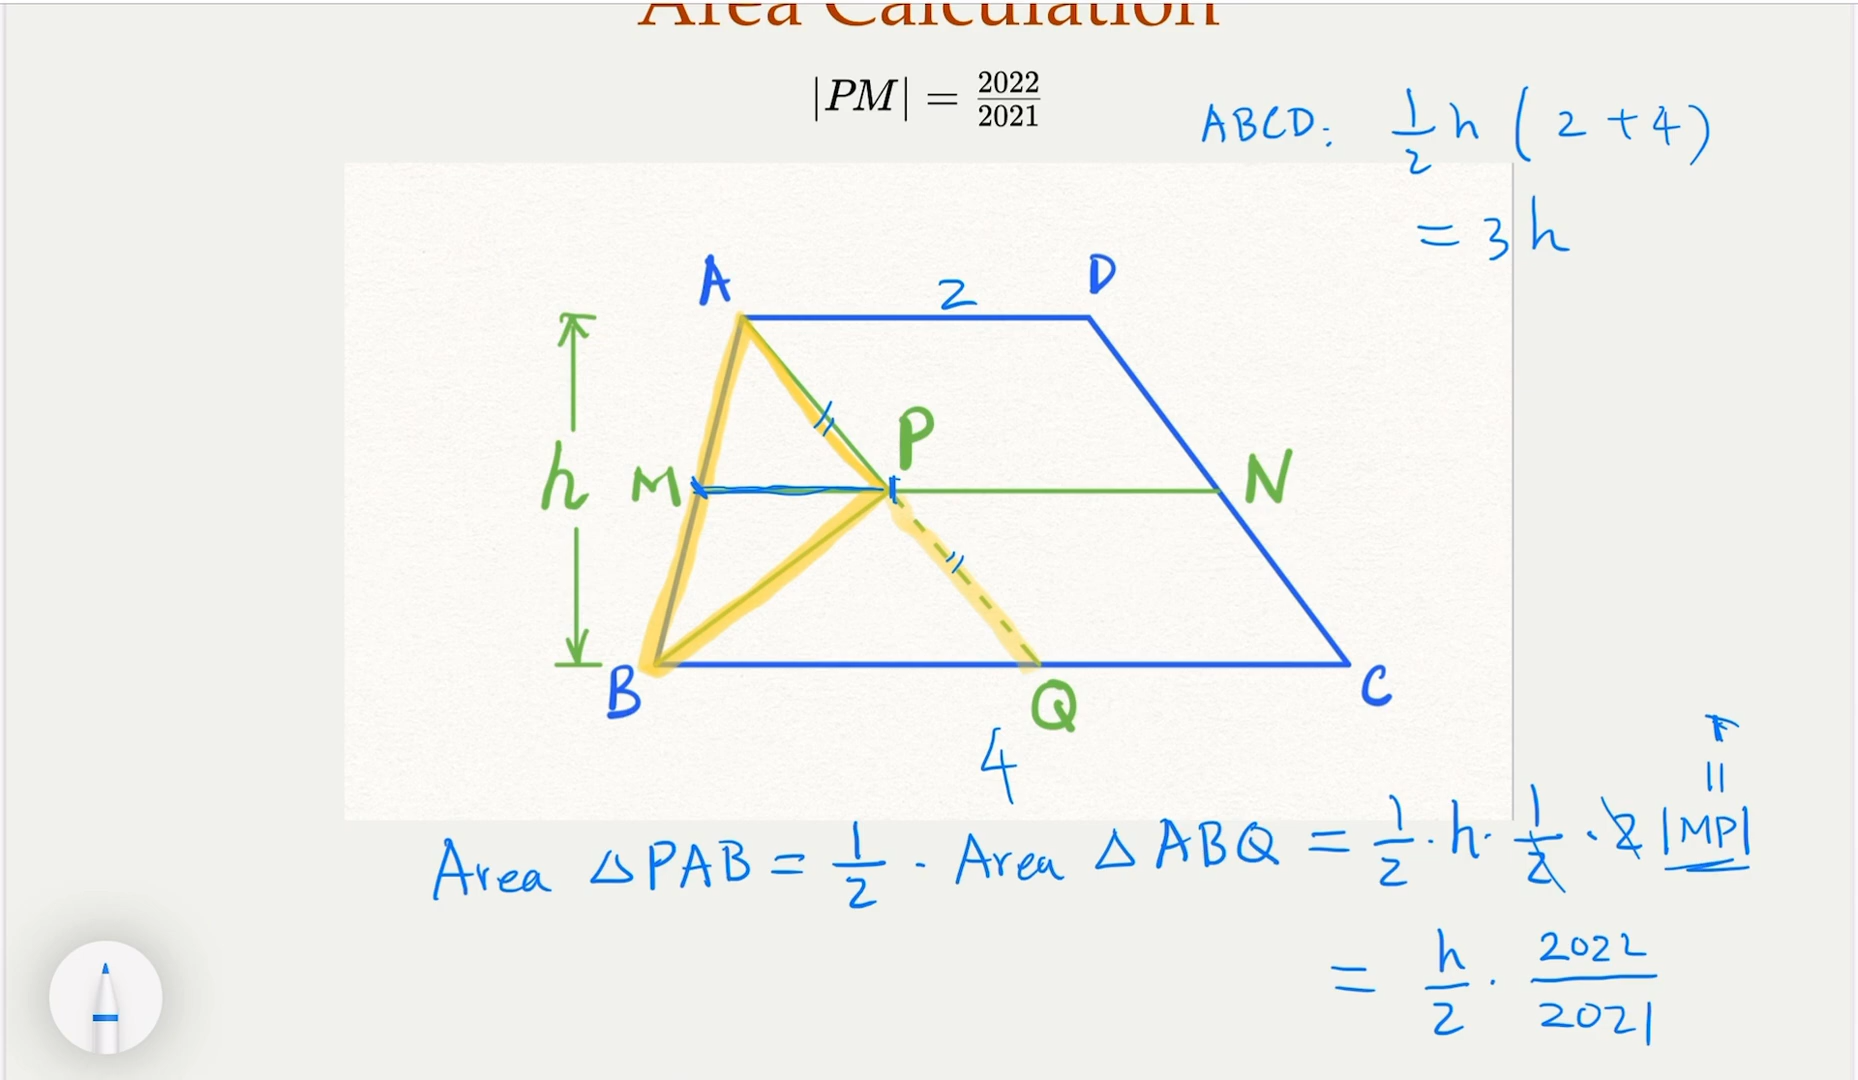 Area Calculation
|PM| = 2022/2021
ABCD: 1/2 h (2+4)
= 3h
A
2
D
h
M
P
N
B
Q
C
4
Area △PAB = 1/2 · Area △ABQ = 1/2 · h · 1/2 · 2 |MP|
= h/2 · 2022/2021